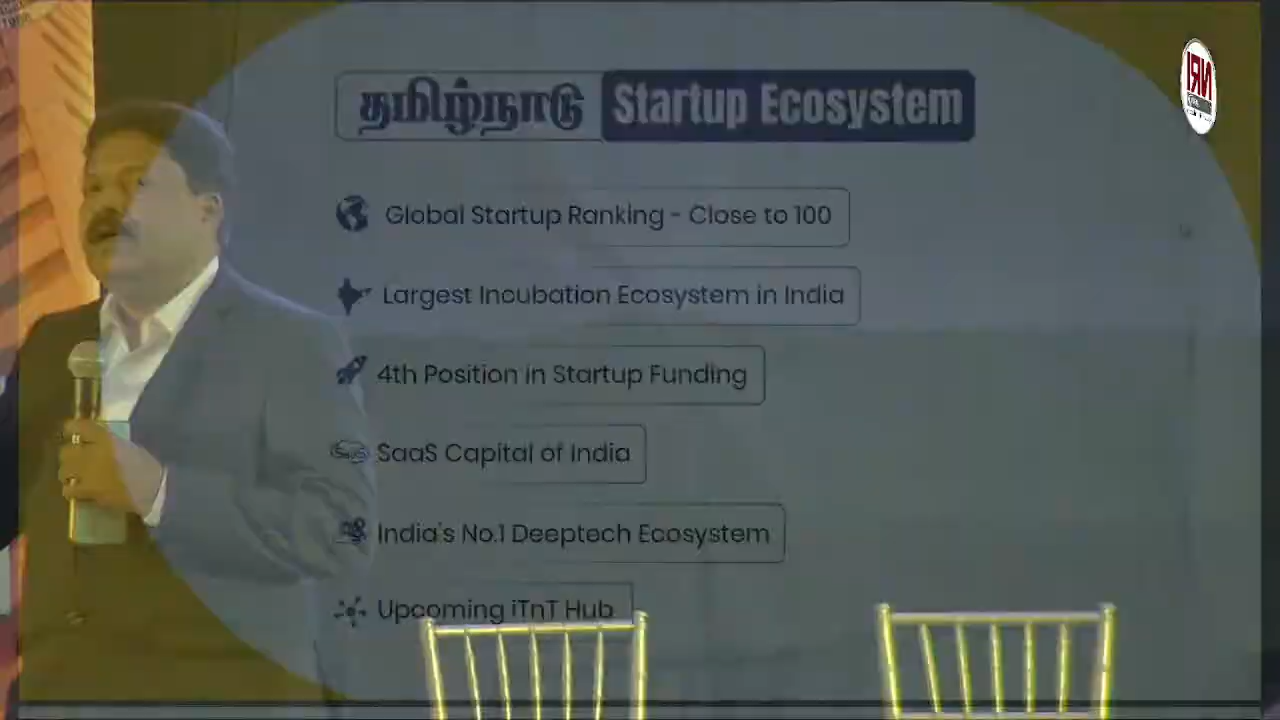 தமிழ்நாடு Startup Ecosystem
Global Startup Ranking - Close to 100
Largest Incubation Ecosystem in India
4th Position in Startup Funding
SaaS Capital of India
India's No.1 Deeptech Ecosystem
Upcoming iTnT Hub
NRI